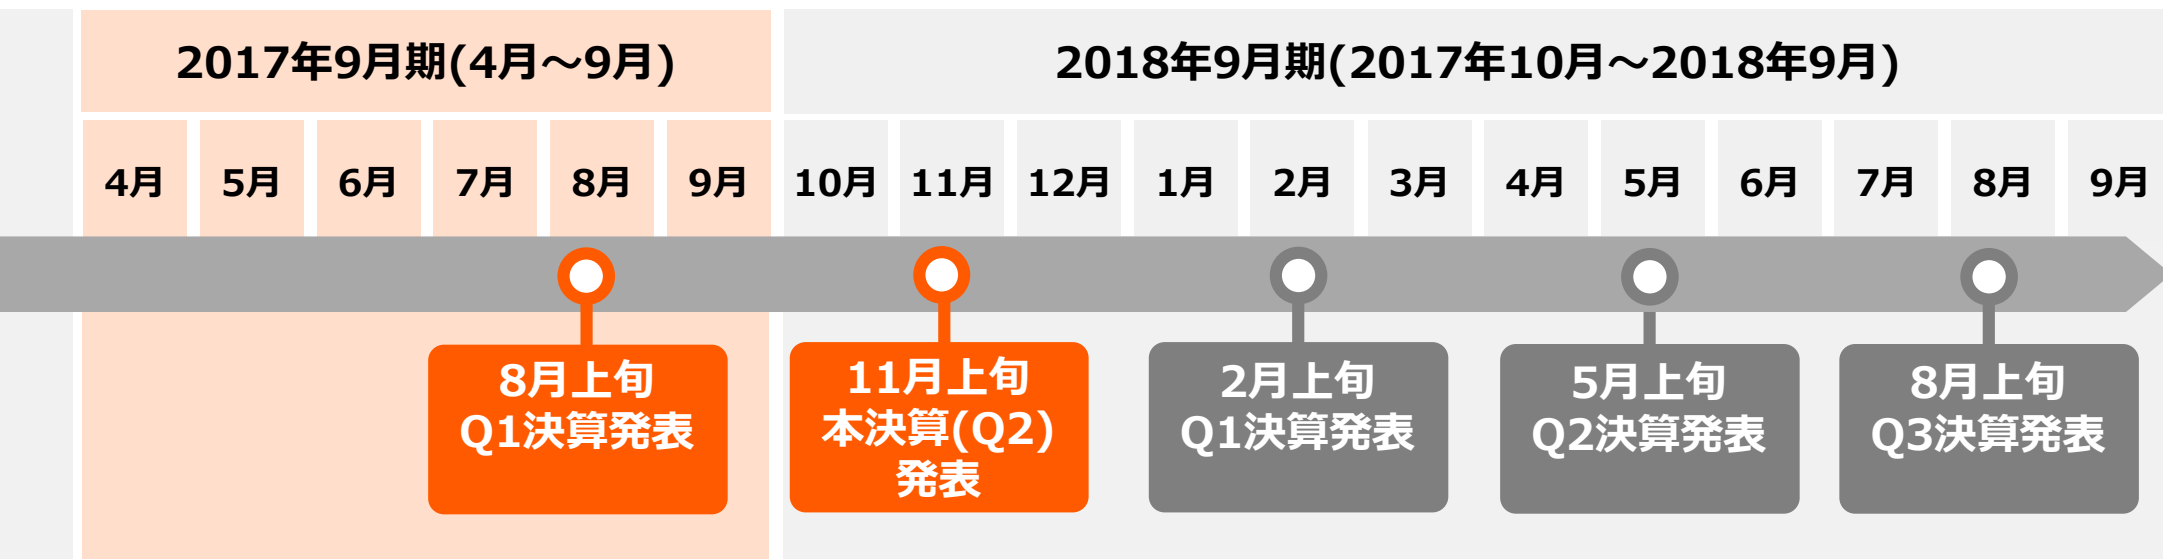 2017年9月期(4月～9月)
2018年9月期(2017年10月～2018年9月)
4月 5月 6月 7月 8月 9月 10月 11月 12月 1月 2月 3月 4月 5月 6月 7月 8月 9月
8月上旬
Q1決算発表
11月上旬
本決算(Q2)
発表
2月上旬
Q1決算発表
5月上旬
Q2決算発表
8月上旬
Q3決算発表